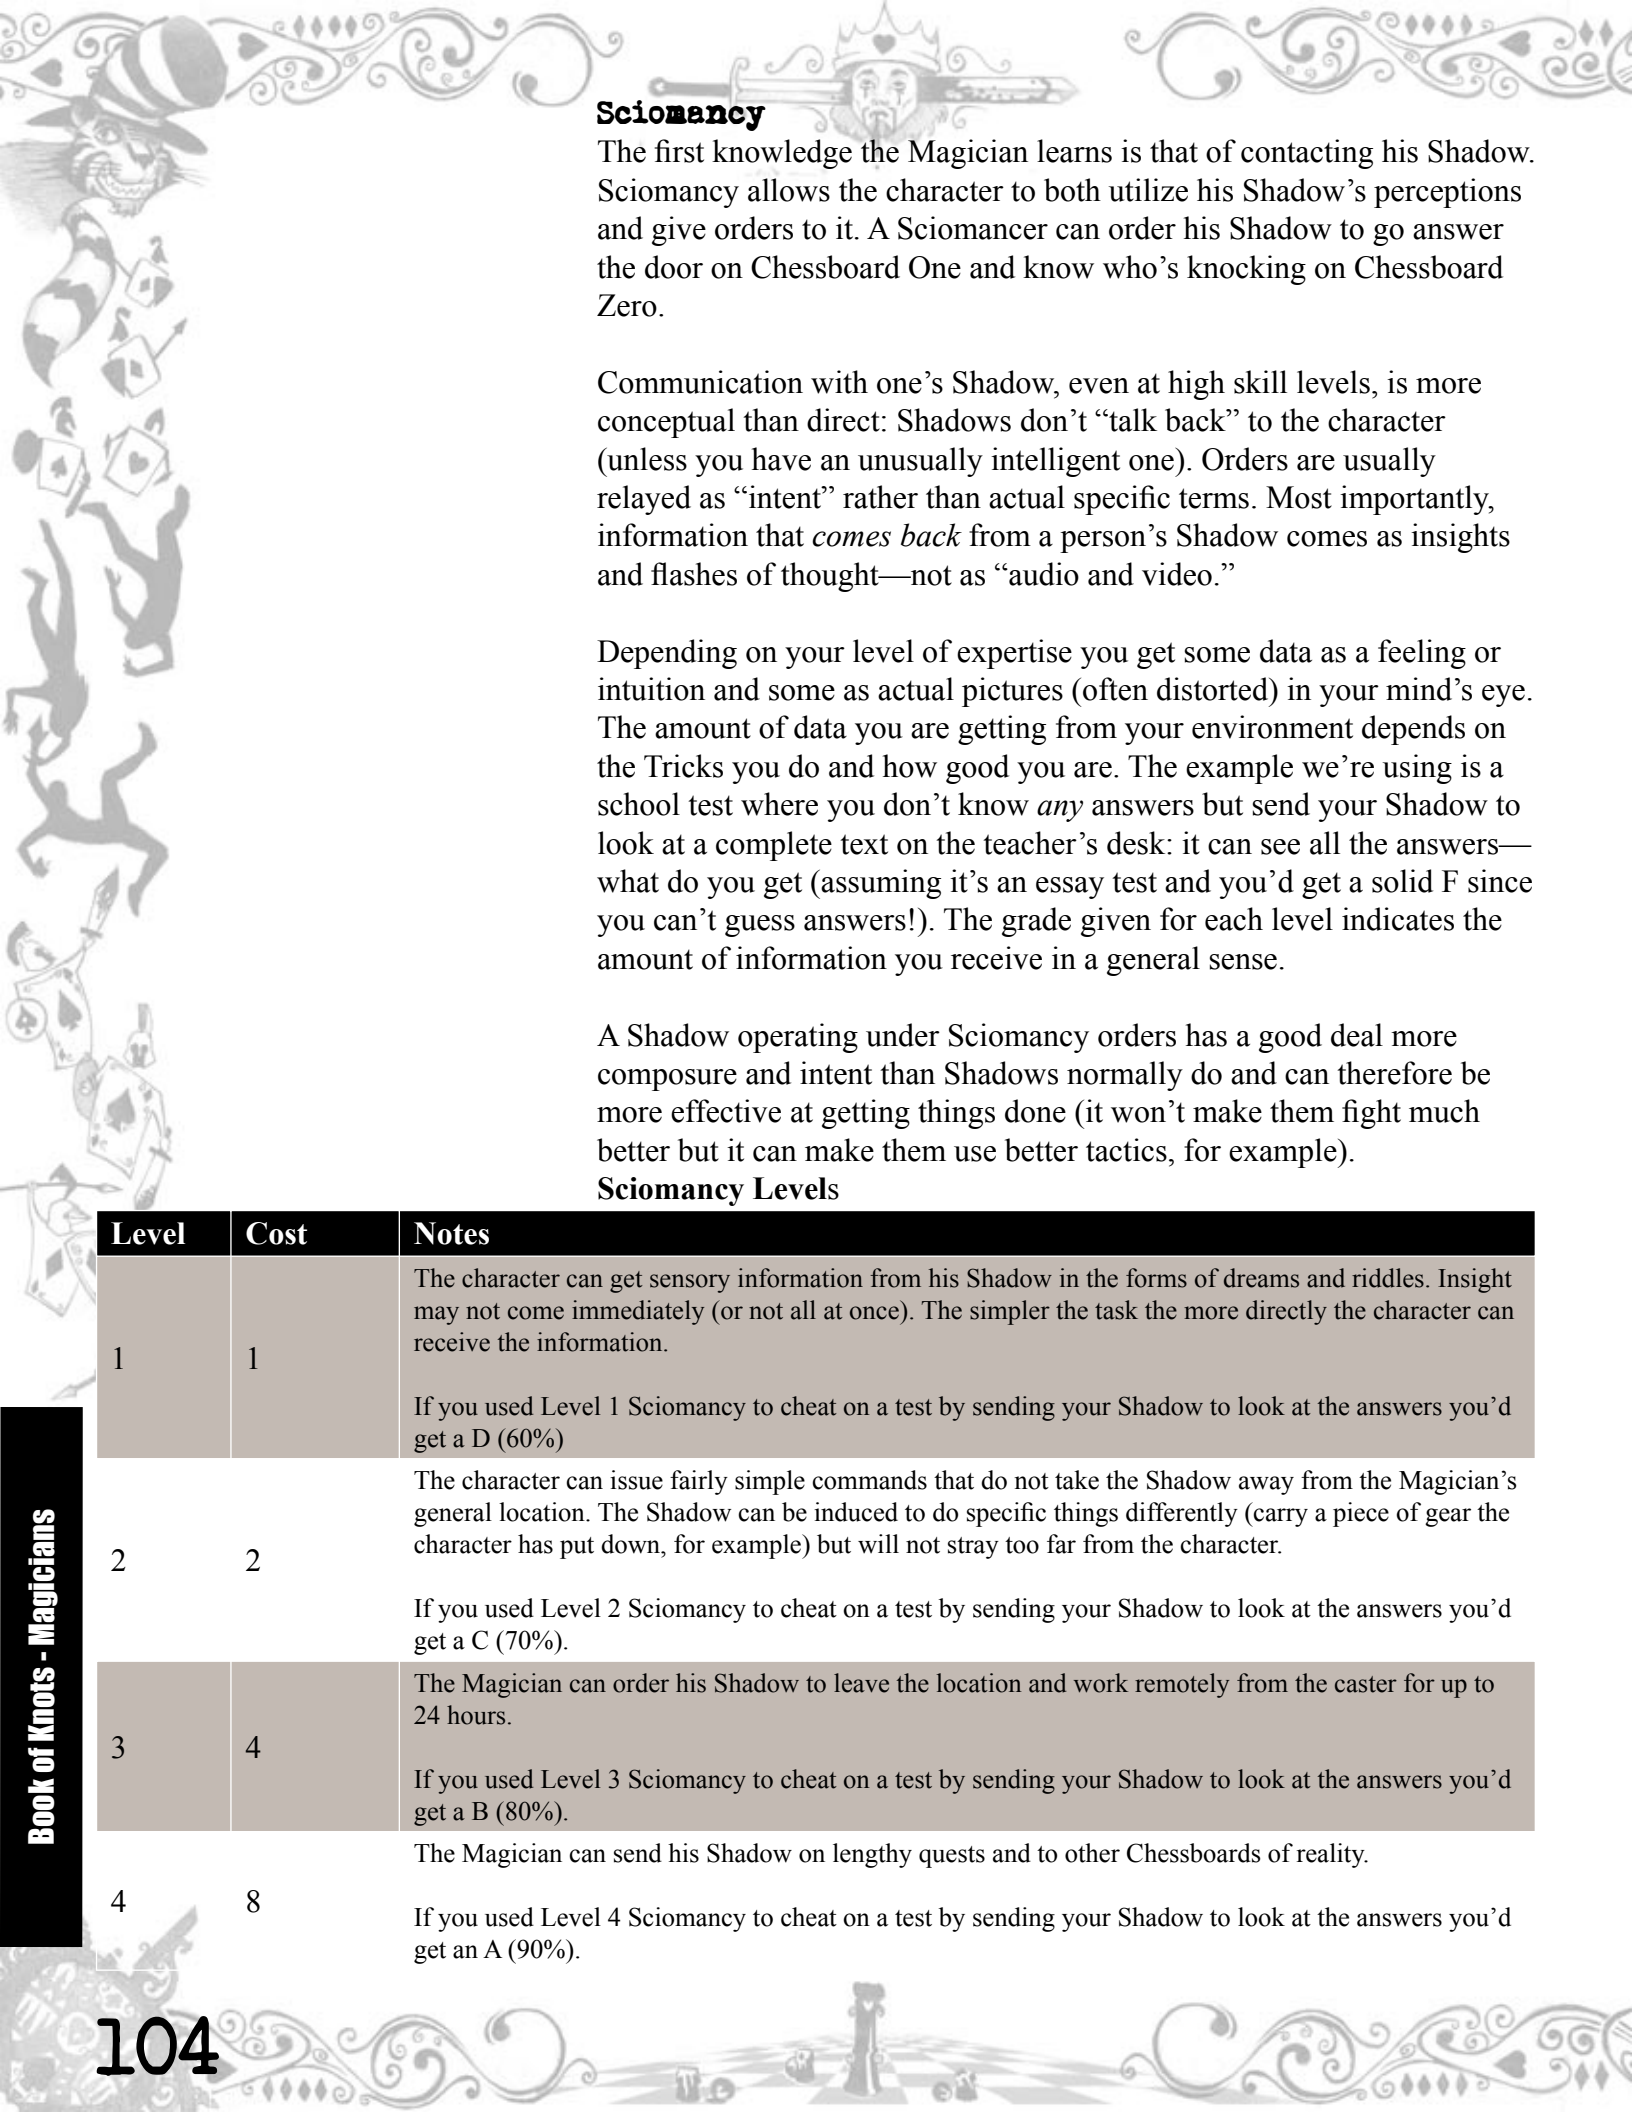 Sciomancy
The first knowledge the Magician learns is that of contacting his Shadow.
Sciomancy allows the character to both utilize his Shadow’s perceptions
and give orders to it. A Sciomancer can order his Shadow to go answer
the door on Chessboard One and know who’s knocking on Chessboard
Zero.
Communication with one’s Shadow, even at high skill levels, is more
conceptual than direct: Shadows don’t “talk back” to the character
(unless you have an unusually intelligent one). Orders are usually
relayed as “intent” rather than actual specific terms. Most importantly,
information that comes back from a person’s Shadow comes as insights
and flashes of thought—not as “audio and video.”
Depending on your level of expertise you get some data as a feeling or
intuition and some as actual pictures (often distorted) in your mind’s eye.
The amount of data you are getting from your environment depends on
the Tricks you do and how good you are. The example we’re using is a
school test where you don’t know any answers but send your Shadow to
look at a complete text on the teacher’s desk: it can see all the answers—
what do you get (assuming it’s an essay test and you’d get a solid F since
you can’t guess answers!). The grade given for each level indicates the
amount of information you receive in a general sense.
A Shadow operating under Sciomancy orders has a good deal more
composure and intent than Shadows normally do and can therefore be
more effective at getting things done (it won’t make them fight much
better but it can make them use better tactics, for example).
Sciomancy Levels
Level Cost Notes
1 1
The character can get sensory information from his Shadow in the forms of dreams and riddles. Insight
may not come immediately (or not all at once). The simpler the task the more directly the character can
receive the information.
If you used Level 1 Sciomancy to cheat on a test by sending your Shadow to look at the answers you’d
get a D (60%)
2 2
The character can issue fairly simple commands that do not take the Shadow away from the Magician’s
general location. The Shadow can be induced to do specific things differently (carry a piece of gear the
character has put down, for example) but will not stray too far from the character.
If you used Level 2 Sciomancy to cheat on a test by sending your Shadow to look at the answers you’d
get a C (70%).
3 4
The Magician can order his Shadow to leave the location and work remotely from the caster for up to
24 hours.
If you used Level 3 Sciomancy to cheat on a test by sending your Shadow to look at the answers you’d
get a B (80%).
4 8
The Magician can send his Shadow on lengthy quests and to other Chessboards of reality.
If you used Level 4 Sciomancy to cheat on a test by sending your Shadow to look at the answers you’d
get an A (90%).
Book of Knots - Magicians
104